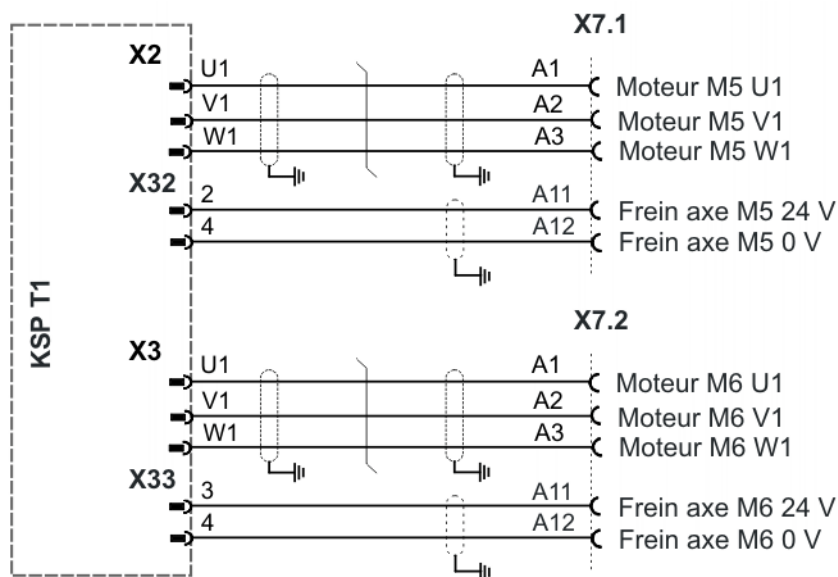 X7.1
X2
U1 A1 Moteur M5 U1
V1 A2 Moteur M5 V1
W1 A3 Moteur M5 W1
X32
2 A11 Frein axe M5 24 V
4 A12 Frein axe M5 0 V
KSP T1
X7.2
X3
U1 A1 Moteur M6 U1
V1 A2 Moteur M6 V1
W1 A3 Moteur M6 W1
X33
3 A11 Frein axe M6 24 V
4 A12 Frein axe M6 0 V